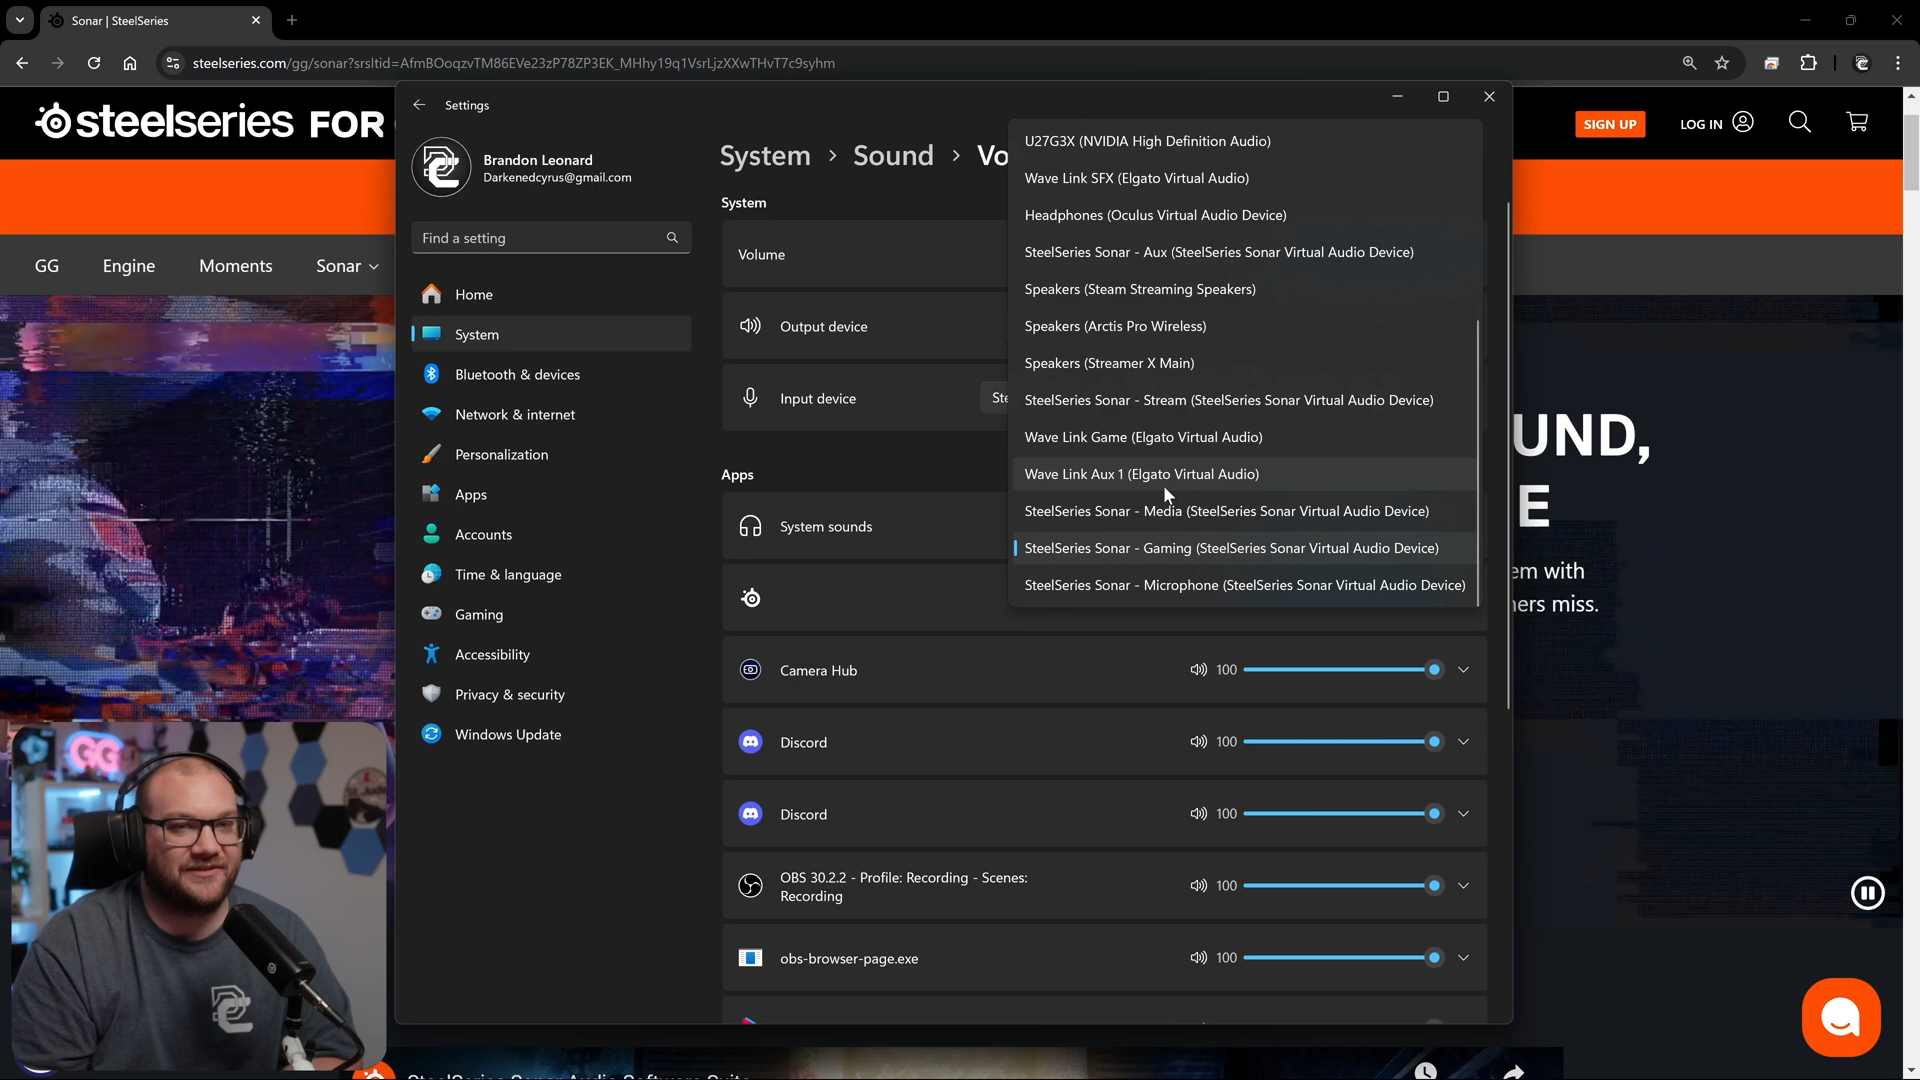 Sonar | SteelSeries
steelseries.com/gg/sonar?srsltid=AfmBOoqzvTM86EVe23zP78ZP3EK_MHhy19q1VsrLjzXXwTHvT7c9syhm
steelseries FOR
SIGN UP
LOG IN
GG
Engine
Moments
Sonar
Settings
Brandon Leonard
Darkenedcyrus@gmail.com
Find a setting
Home
System
Bluetooth & devices
Network & internet
Personalization
Apps
Accounts
Time & language
Gaming
Accessibility
Privacy & security
Windows Update
System > Sound > Vo
System
Volume
Output device
Input device
Ste
U27G3X (NVIDIA High Definition Audio)
Wave Link SFX (Elgato Virtual Audio)
Headphones (Oculus Virtual Audio Device)
SteelSeries Sonar - Aux (SteelSeries Sonar Virtual Audio Device)
Speakers (Steam Streaming Speakers)
Speakers (Arctis Pro Wireless)
Speakers (Streamer X Main)
SteelSeries Sonar - Stream (SteelSeries Sonar Virtual Audio Device)
Wave Link Game (Elgato Virtual Audio)
Wave Link Aux 1 (Elgato Virtual Audio)
SteelSeries Sonar - Media (SteelSeries Sonar Virtual Audio Device)
SteelSeries Sonar - Gaming (SteelSeries Sonar Virtual Audio Device)
SteelSeries Sonar - Microphone (SteelSeries Sonar Virtual Audio Device)
Apps
System sounds
Camera Hub
100
Discord
100
Discord
100
OBS 30.2.2 - Profile: Recording - Scenes:
Recording
100
obs-browser-page.exe
100
UND,
E
em with
ers miss.
GG
St. Jude